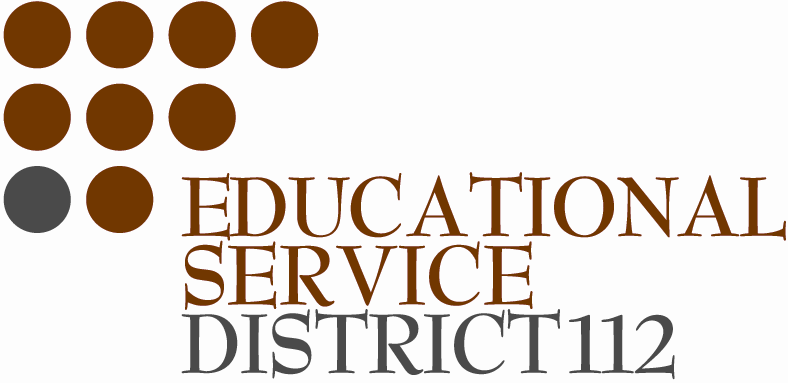 EDUCATIONAL
SERVICE
DISTRICT 112